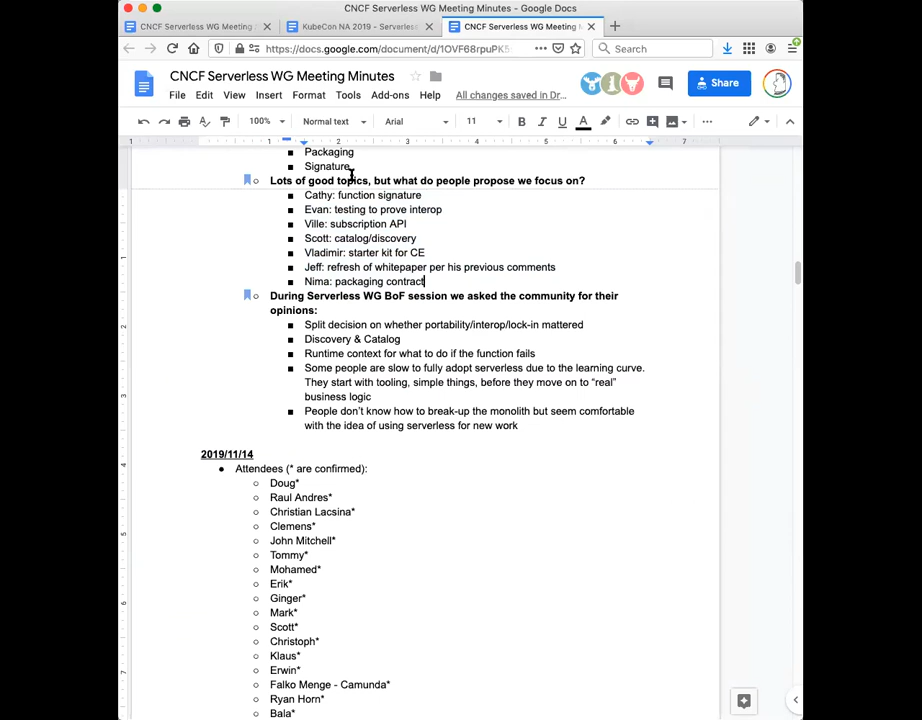 CNCF Serverless WG Meeting Minutes - Google Docs
CNCF Serverless WG Meeting
KubeCon NA 2019 - Serverless
CNCF Serverless WG Meeting M
https://docs.google.com/document/d/1OVF68rpuPK5
Search
CNCF Serverless WG Meeting Minutes
File Edit View Insert Format Tools Add-ons Help All changes saved in Dr...
Share
100% Normal text Arial 11 B I U A
1 1 2 3 4 5 6 7
Packaging
Signature
Lots of good topics, but what do people propose we focus on?
Cathy: function signature
Evan: testing to prove interop
Ville: subscription API
Scott: catalog/discovery
Vladimir: starter kit for CE
Jeff: refresh of whitepaper per his previous comments
Nima: packaging contract
During Serverless WG BoF session we asked the community for their
opinions:
Split decision on whether portability/interop/lock-in mattered
Discovery & Catalog
Runtime context for what to do if the function fails
Some people are slow to fully adopt serverless due to the learning curve.
They start with tooling, simple things, before they move on to “real”
business logic
People don’t know how to break-up the monolith but seem comfortable
with the idea of using serverless for new work
2019/11/14
Attendees (* are confirmed):
Doug*
Raul Andres*
Christian Lacsina*
Clemens*
John Mitchell*
Tommy*
Mohamed*
Erik*
Ginger*
Mark*
Scott*
Christoph*
Klaus*
Erwin*
Falko Menge - Camunda*
Ryan Horn*
Bala*